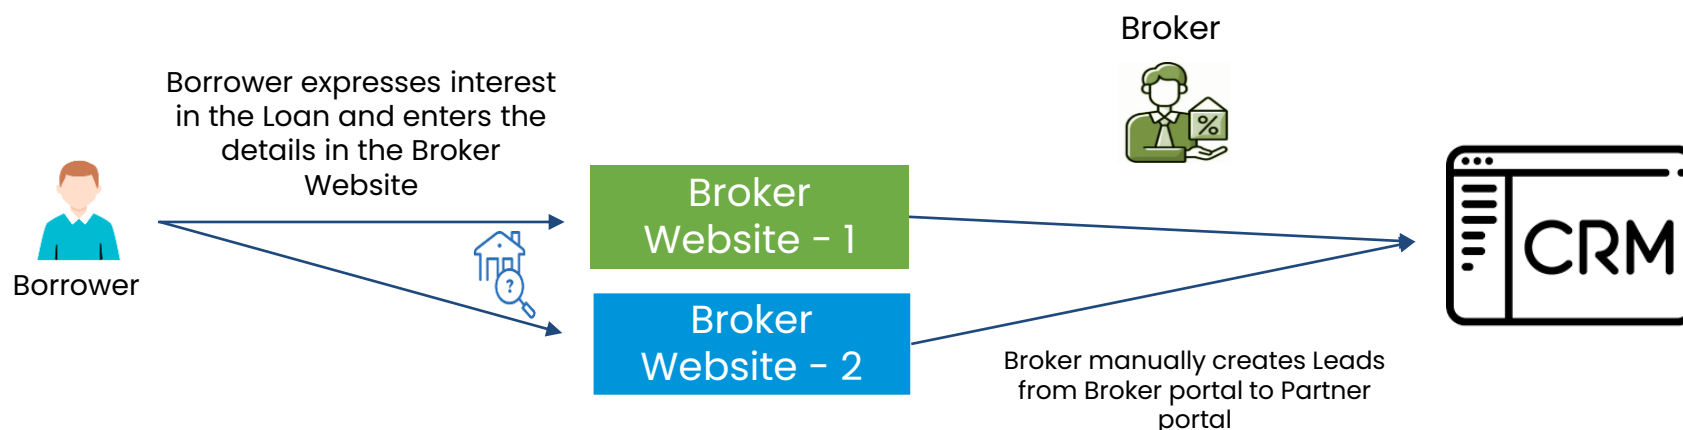 Broker
Borrower expresses interest
in the Loan and enters the
details in the Broker
Website
Borrower
Broker
Website - 1
Broker
Website - 2
%
?
CRM
Broker manually creates Leads
from Broker portal to Partner
portal